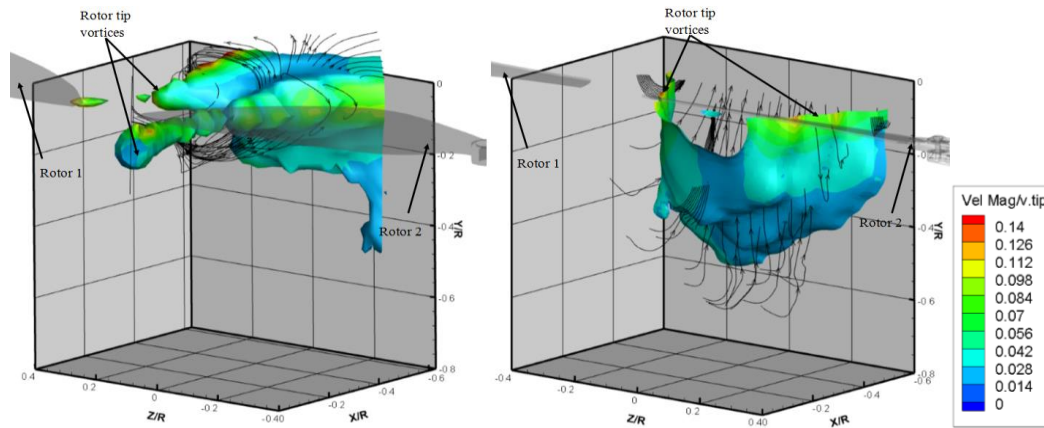 Rotor tip
vortices
0
-0.2
-0.4
-0.6
-0.8
Y/R
Rotor 1
Rotor 2
0.4
0.2
0
-0.2
-0.40
Z/R
-0.2
-0.4
-0.6
X/R
Rotor tip
vortices
0
-0.2
-0.4
-0.6
-0.8
Y/R
Rotor 1
Rotor 2
-0.4
-0.2
0
0.2
0.40
Z/R
-0.2
-0.4
-0.6
X/R
Vel Mag/v.tip
0.14
0.126
0.112
0.098
0.084
0.07
0.056
0.042
0.028
0.014
0